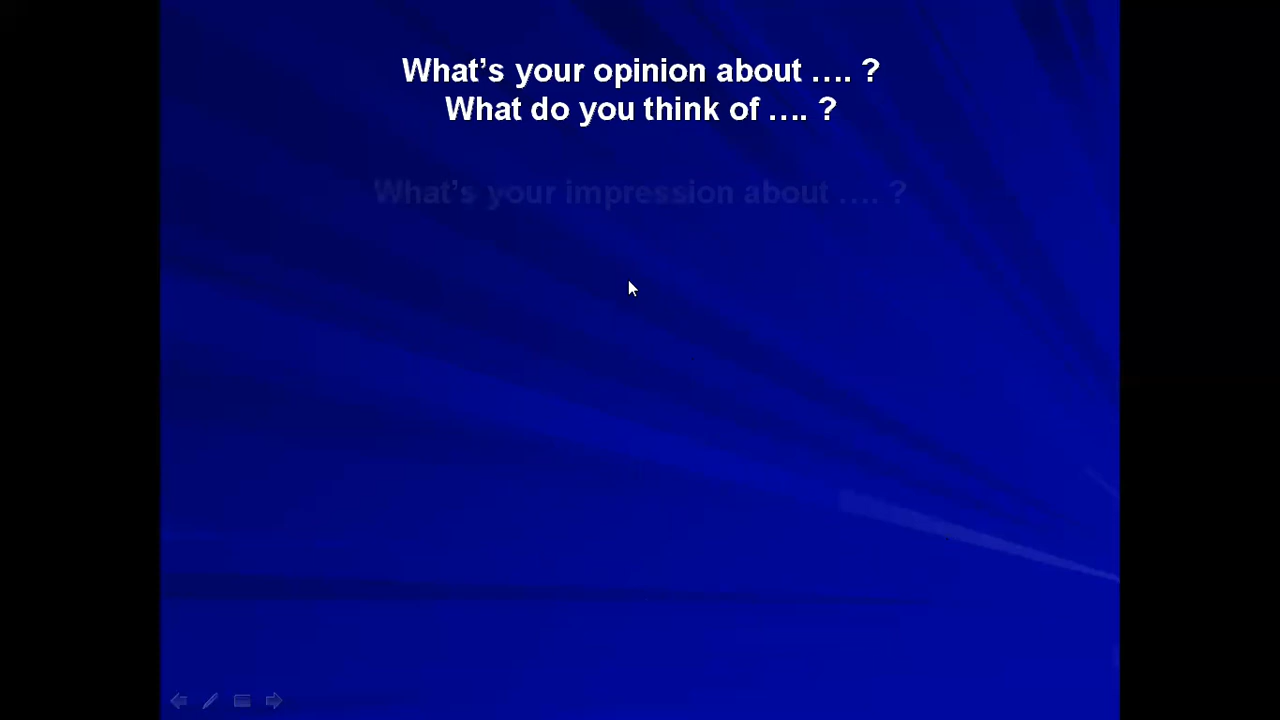 What’s your opinion about …. ?
What do you think of …. ?
What’s your impression about …. ?